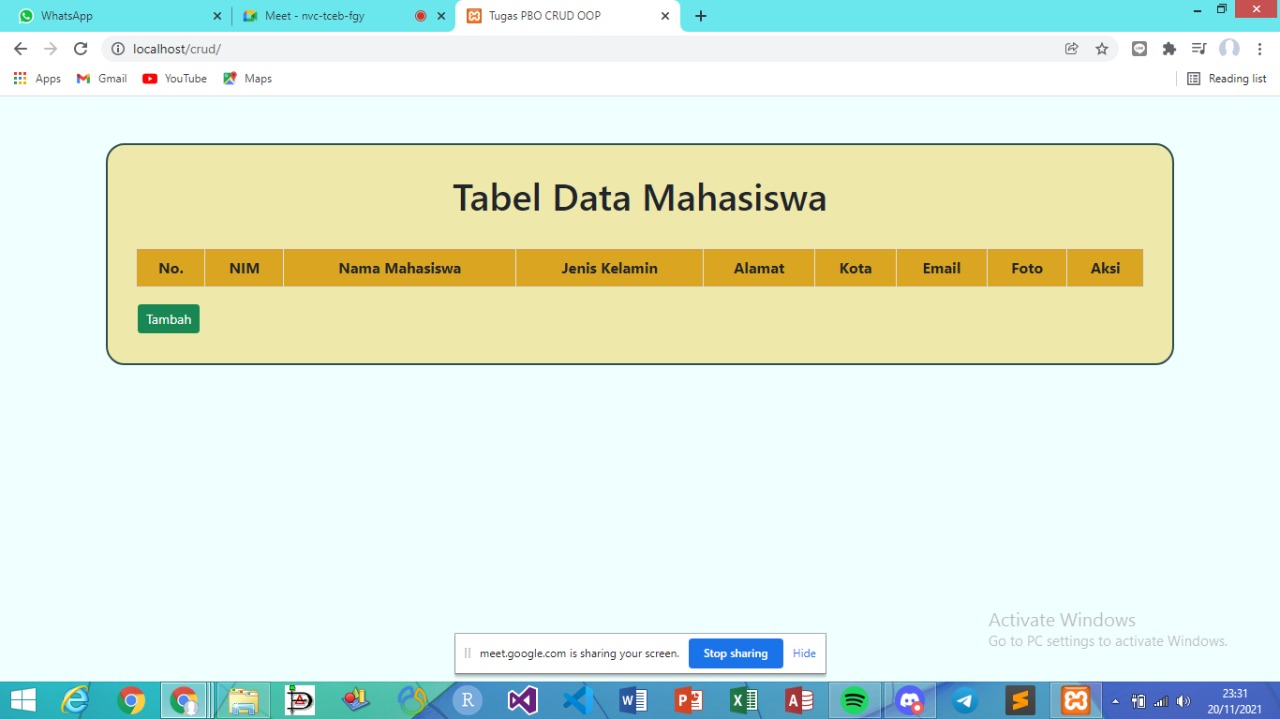 WhatsApp
Meet - nvc-tceb-fgy
Tugas PBO CRUD OOP
localhost/crud/
Apps
Gmail
YouTube
Maps
Reading list
Tabel Data Mahasiswa
No. NIM Nama Mahasiswa Jenis Kelamin Alamat Kota Email Foto Aksi
Tambah
Activate Windows
Go to PC settings to activate Windows.
meet.google.com is sharing your screen. Stop sharing Hide
23:31
20/11/2021